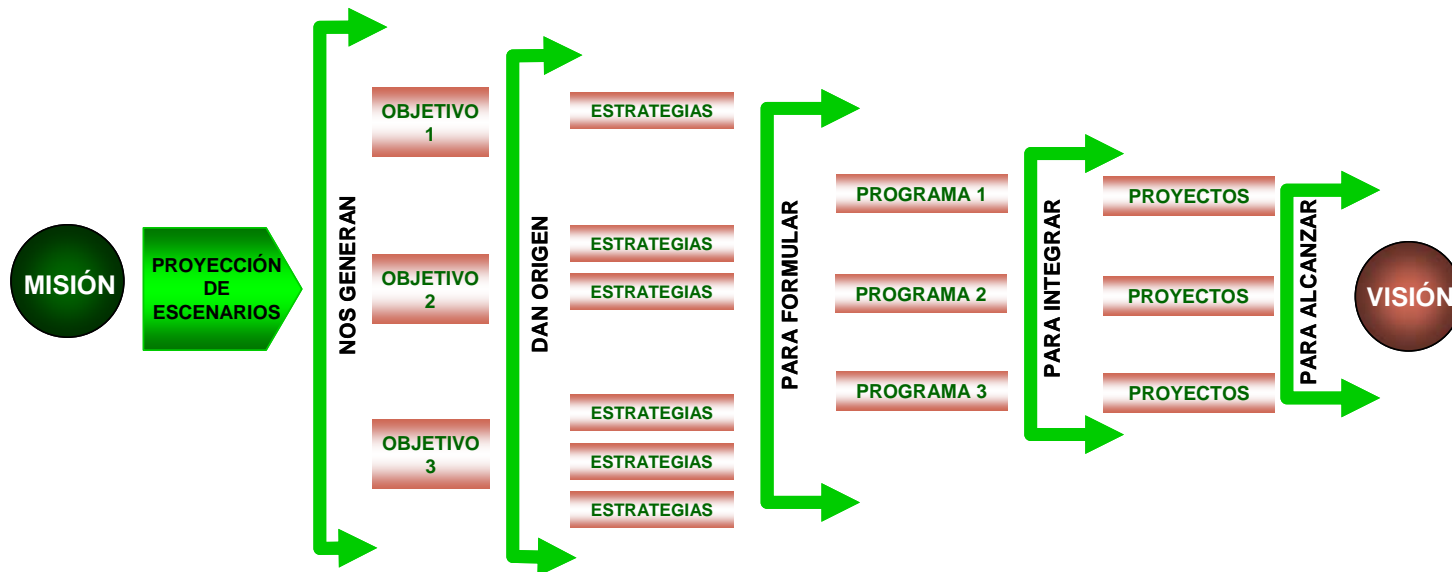 MISIÓN
PROYECCIÓN
DE
ESCENARIOS
NOS GENERAN
OBJETIVO
1
OBJETIVO
2
OBJETIVO
3
DAN ORIGEN
ESTRATEGIAS
ESTRATEGIAS
ESTRATEGIAS
ESTRATEGIAS
ESTRATEGIAS
ESTRATEGIAS
PARA FORMULAR
PROGRAMA 1
PROGRAMA 2
PROGRAMA 3
PARA INTEGRAR
PROYECTOS
PROYECTOS
PROYECTOS
PARA ALCANZAR
VISIÓN